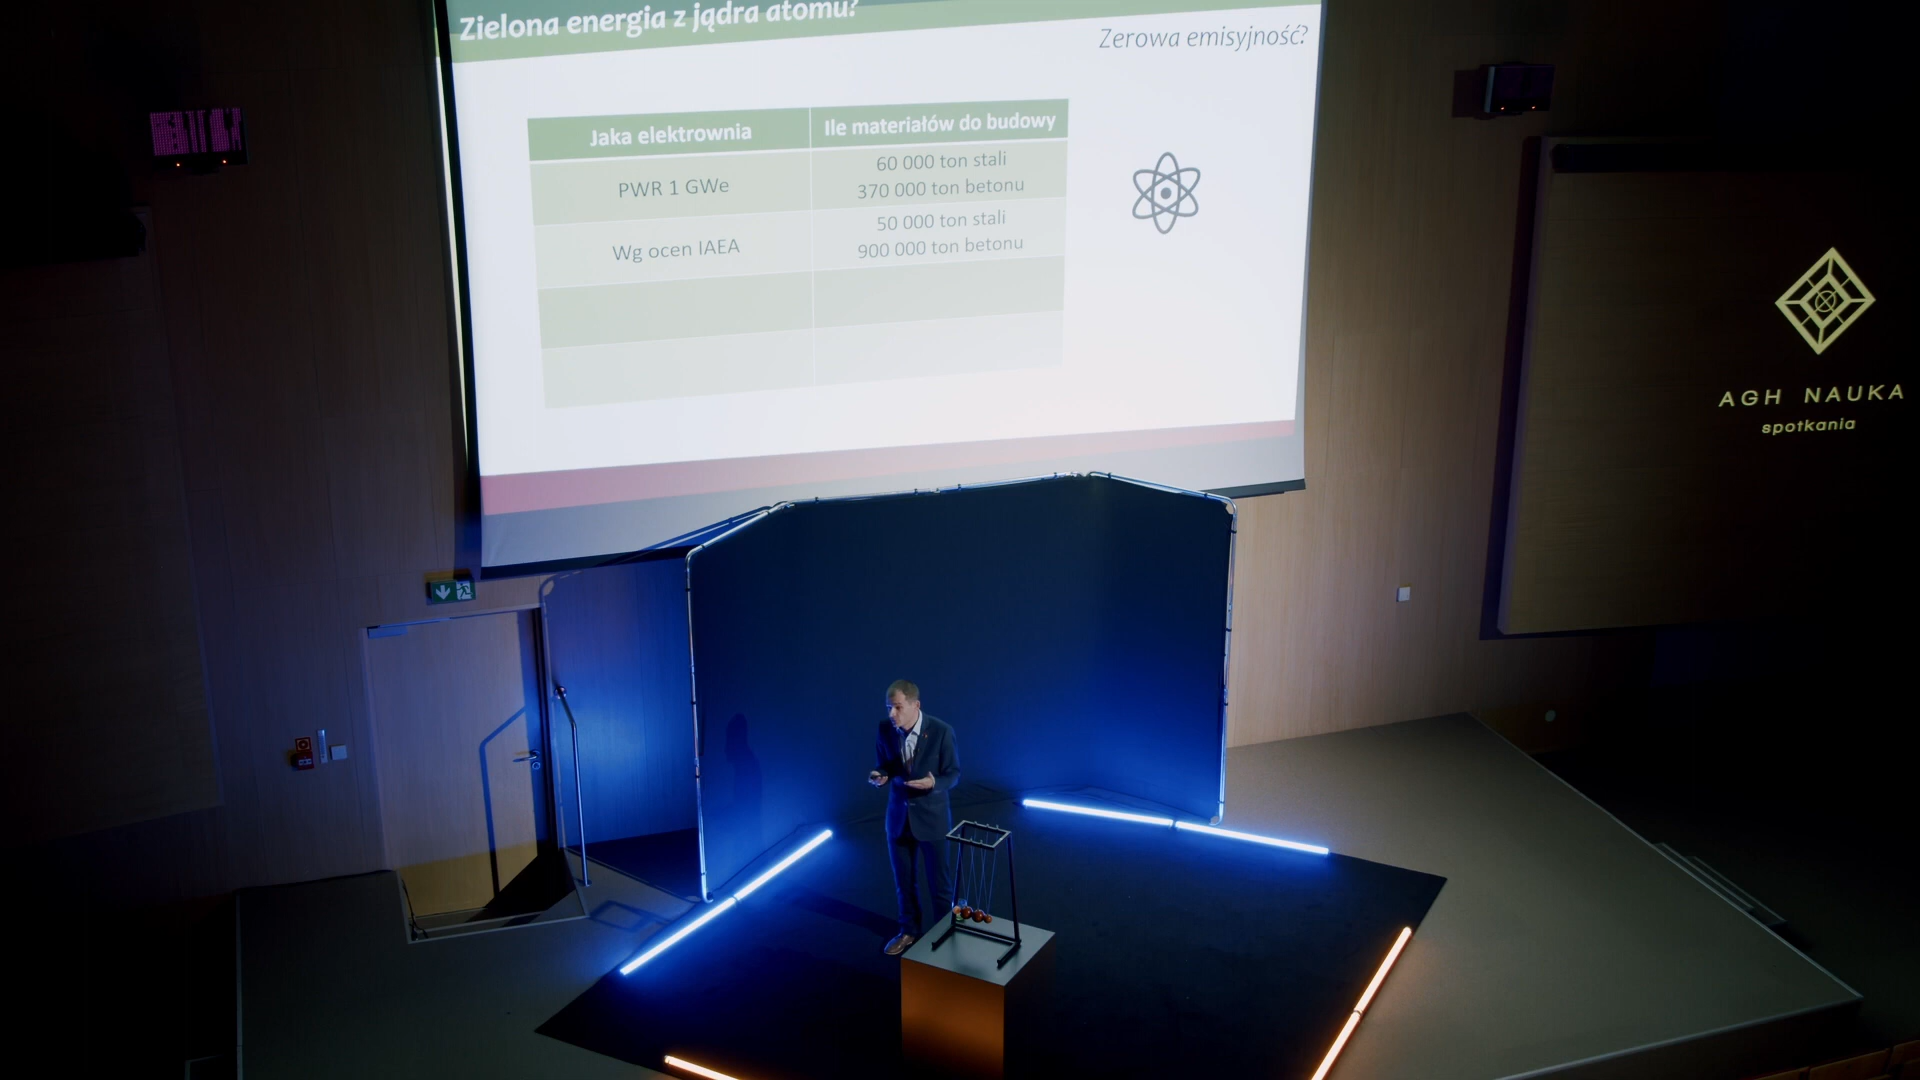 Zielona energia z jądra atomu?
Zerowa emisyjność?
Jaka elektrownia
Ile materiałów do budowy
PWR 1 GWe
60 000 ton stali
370 000 ton betonu
Wg ocen IAEA
50 000 ton stali
900 000 ton betonu
AGH NAUKA
spotkania